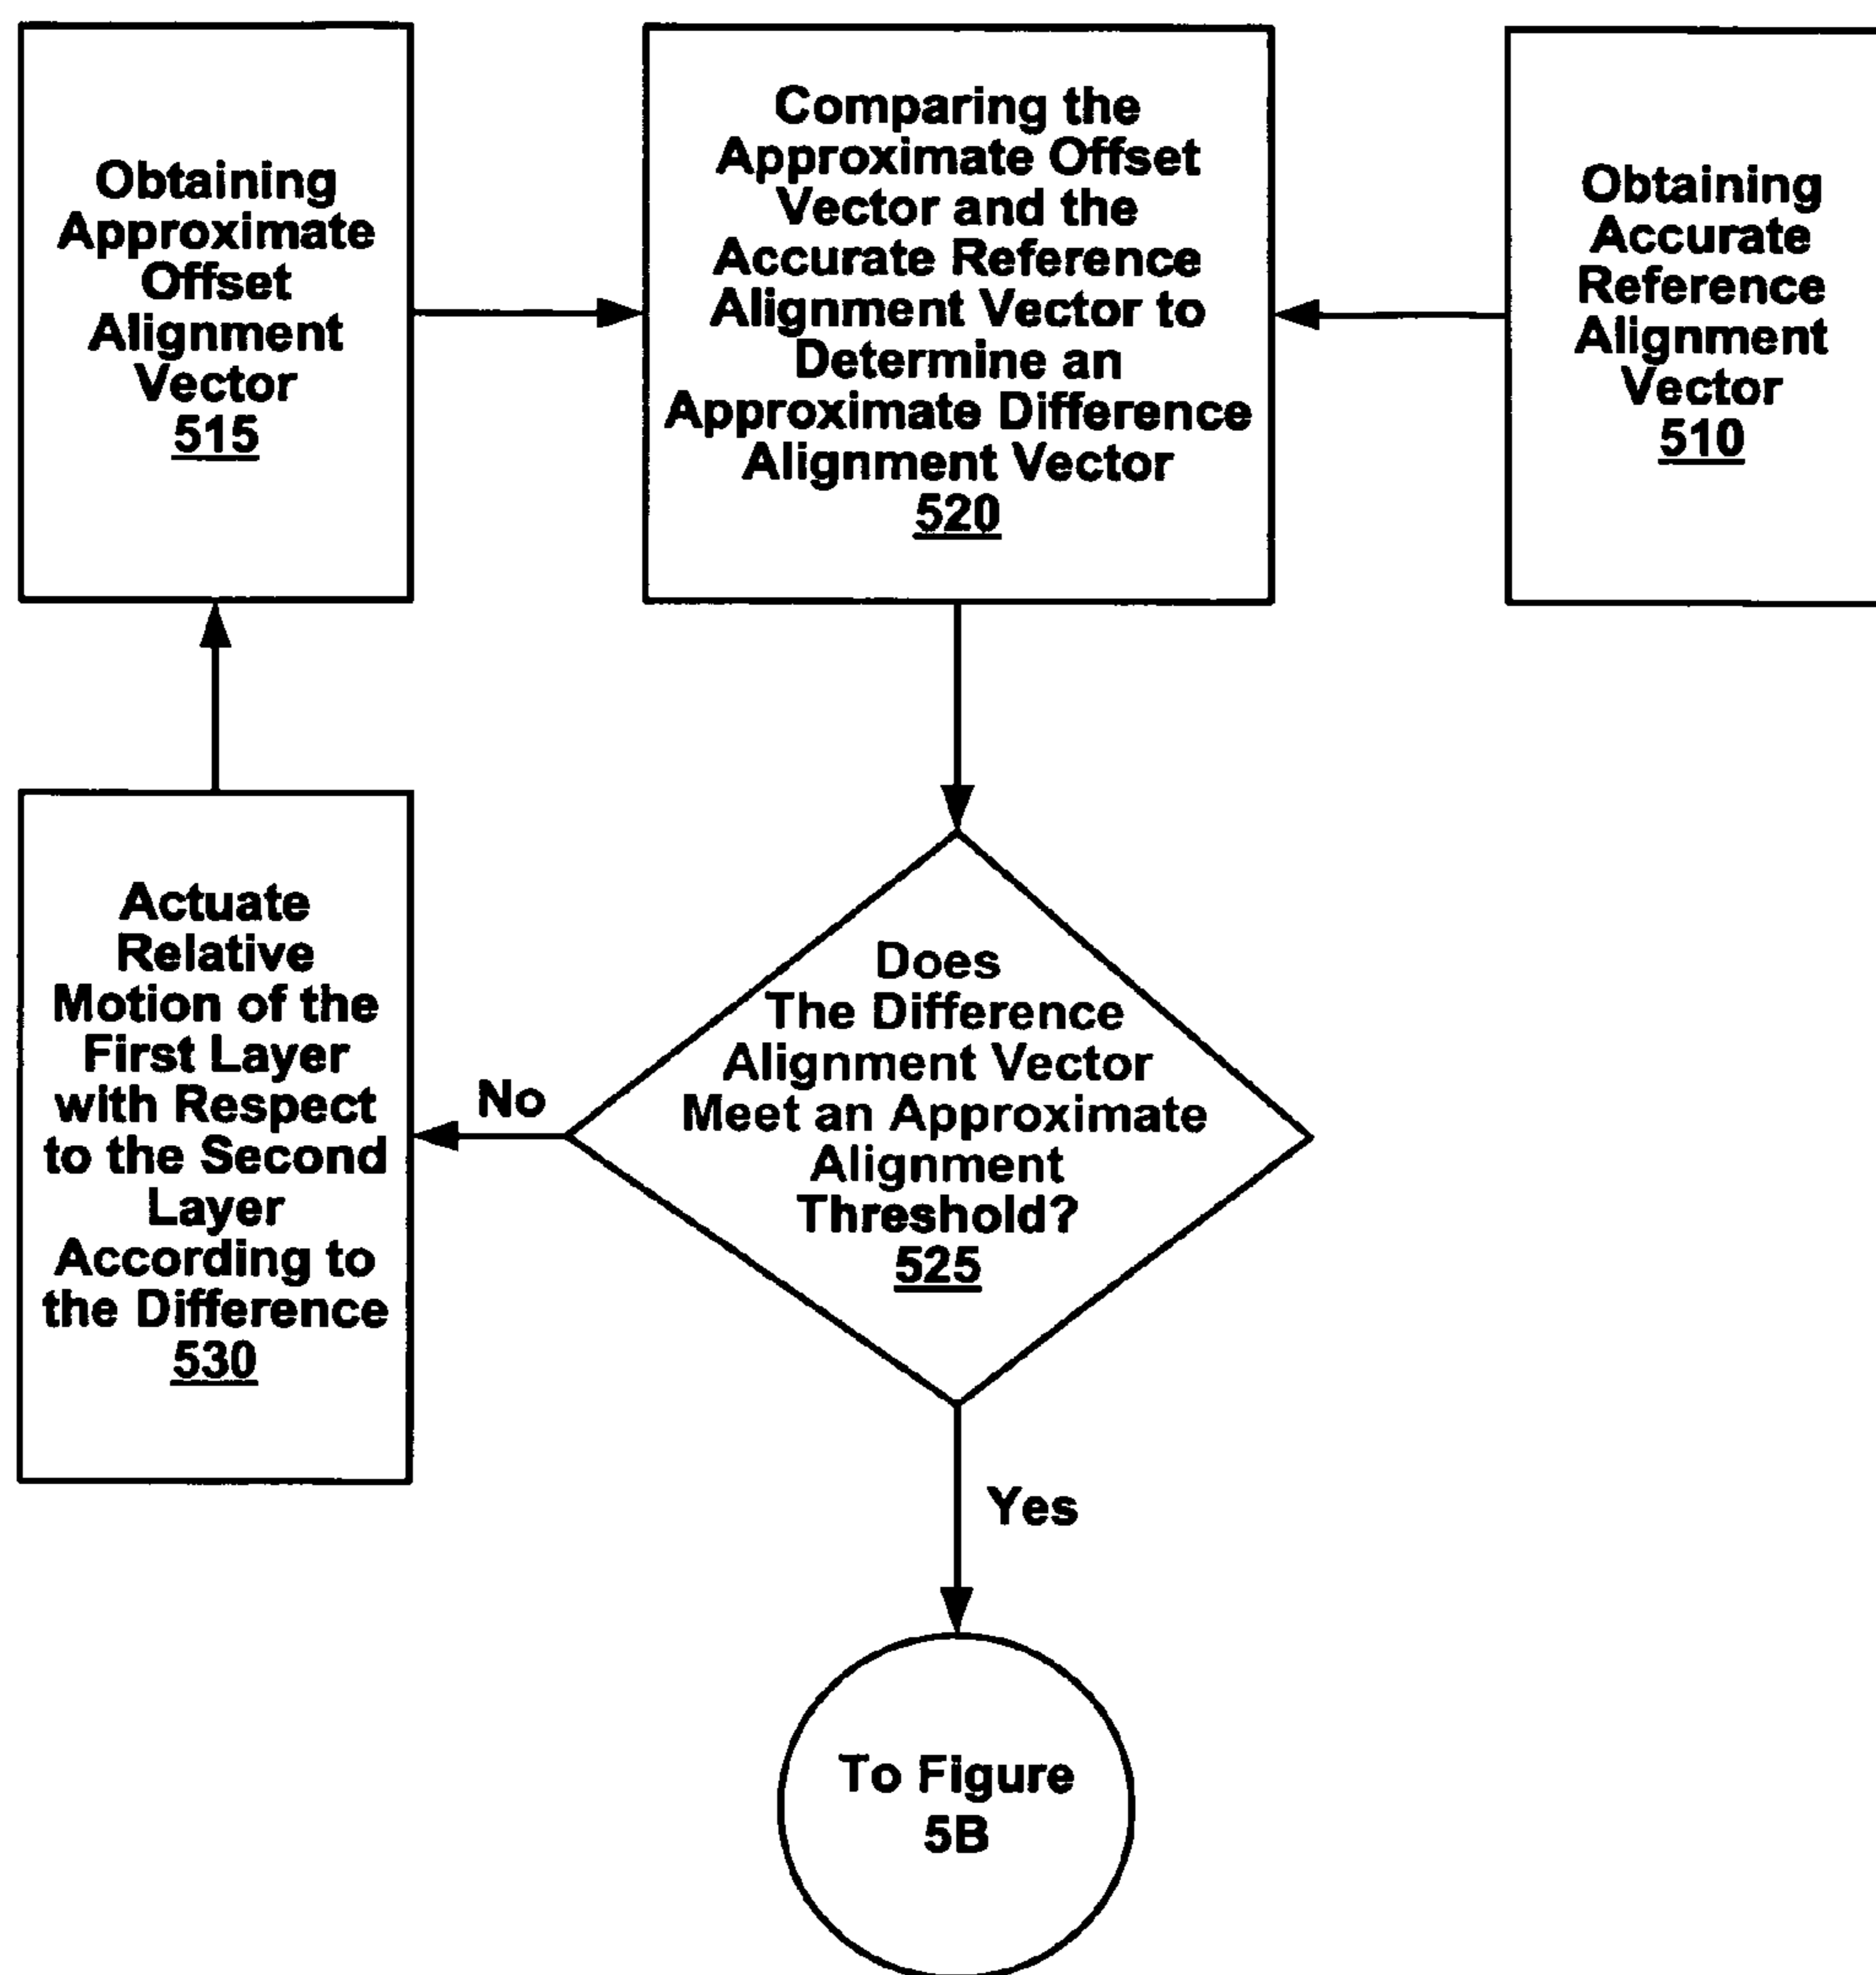 Obtaining
Approximate
Offset
Alignment
Vector
515
Comparing the
Approximate Offset
Vector and the
Accurate Reference
Alignment Vector to
Determine an
Approximate Difference
Alignment Vector
520
Obtaining
Accurate
Reference
Alignment
Vector
510
Actuate
Relative
Motion of the
First Layer
with Respect
to the Second
Layer
According to
the Difference
530
No
Does
The Difference
Alignment Vector
Meet an Approximate
Alignment
Threshold?
525
Yes
To Figure
5B